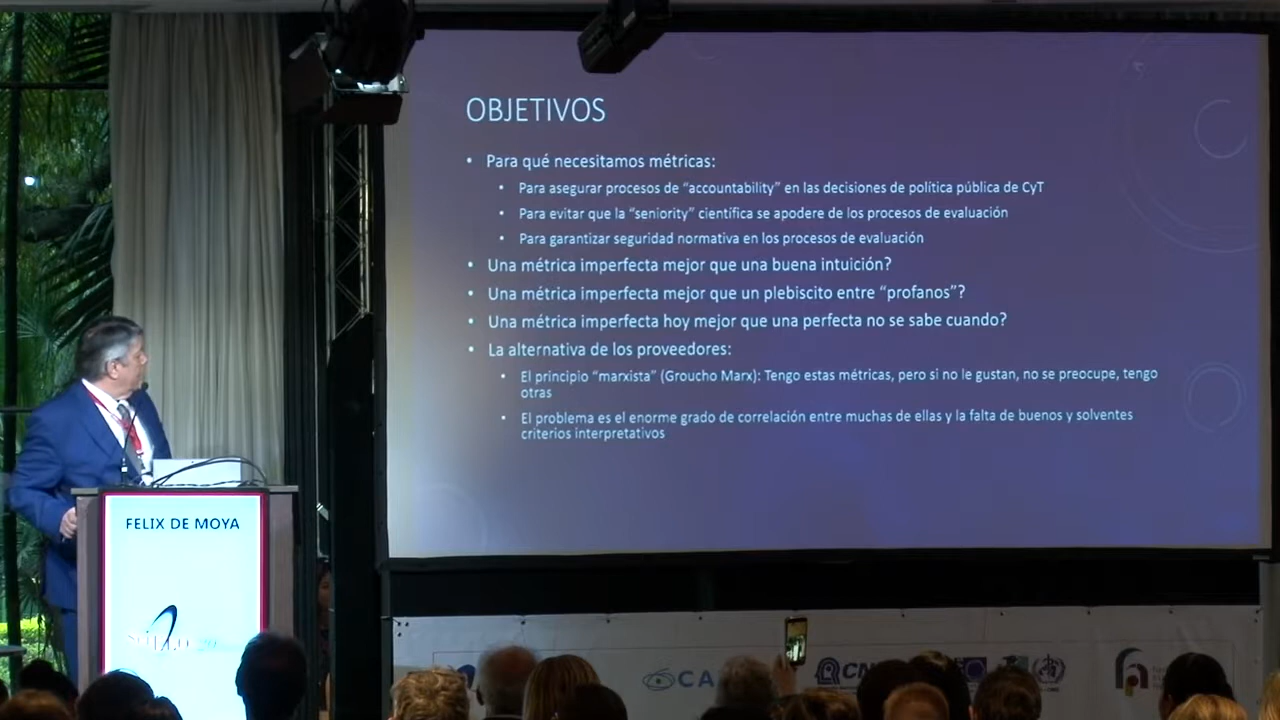 OBJETIVOS
• Para qué necesitamos métricas:
• Para asegurar procesos de “accountability” en las decisiones de política pública de CyT
• Para evitar que la “seniority” científica se apodere de los procesos de evaluación
• Para garantizar seguridad normativa en los procesos de evaluación
• Una métrica imperfecta mejor que una buena intuición?
• Una métrica imperfecta mejor que un plebiscito entre “profanos”?
• Una métrica imperfecta hoy mejor que una perfecta no se sabe cuando?
• La alternativa de los proveedores:
• El principio “marxista” (Groucho Marx): Tengo estas métricas, pero si no le gustan, no se preocupe, tengo
otras
• El problema es el enorme grado de correlación entre muchas de ellas y la falta de buenos y solventes
criterios interpretativos
FELIX DE MOYA